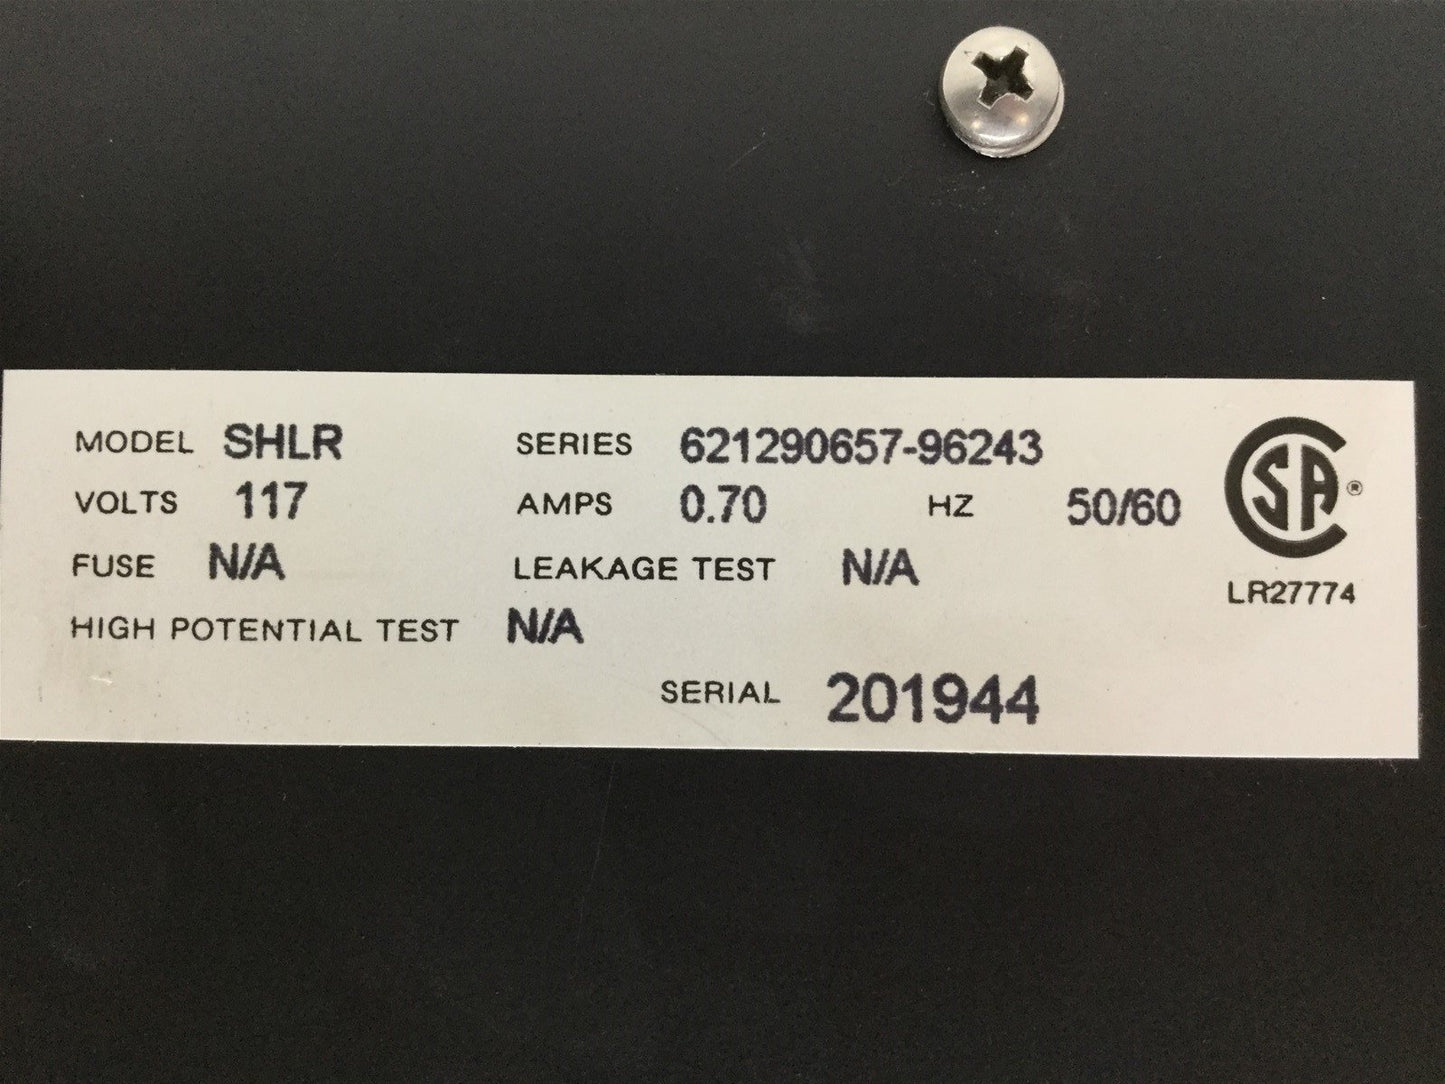 MODEL SHLR SERIES 621290657-96243
VOLTS 117 AMPS 0.70 HZ 50/60
FUSE N/A LEAKAGE TEST N/A
HIGH POTENTIAL TEST N/A
SERIAL 201944
CSA ®
LR27774